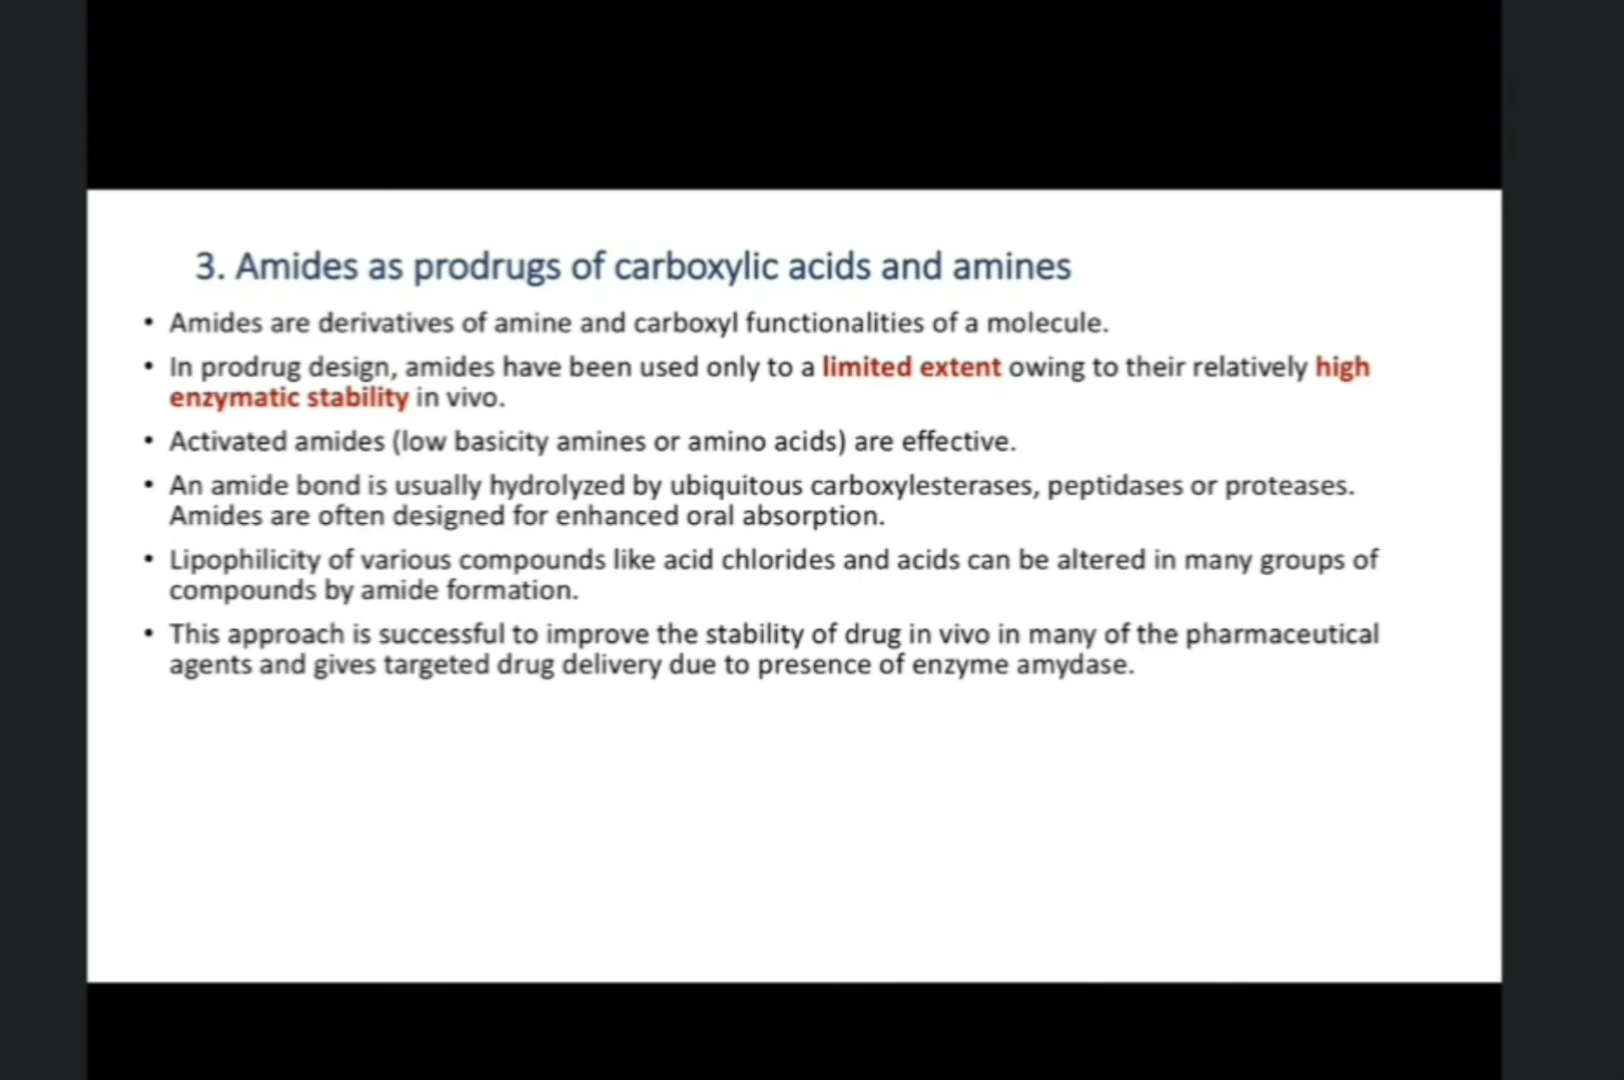 3. Amides as prodrugs of carboxylic acids and amines
• Amides are derivatives of amine and carboxyl functionalities of a molecule.
• In prodrug design, amides have been used only to a limited extent owing to their relatively high
enzymatic stability in vivo.
• Activated amides (low basicity amines or amino acids) are effective.
• An amide bond is usually hydrolyzed by ubiquitous carboxylesterases, peptidases or proteases.
Amides are often designed for enhanced oral absorption.
• Lipophilicity of various compounds like acid chlorides and acids can be altered in many groups of
compounds by amide formation.
• This approach is successful to improve the stability of drug in vivo in many of the pharmaceutical
agents and gives targeted drug delivery due to presence of enzyme amydase.